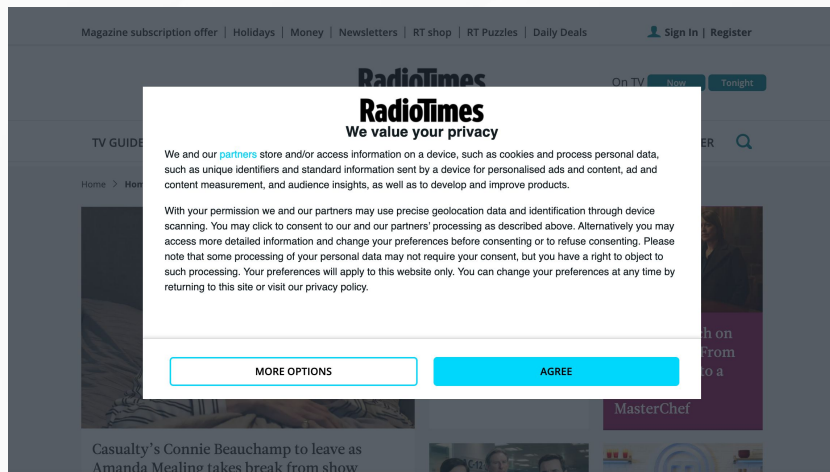 Magazine subscription offer | Holidays | Money | Newsletters | RT shop | RT Puzzles | Daily Deals
Sign In | Register
RadioTimes
On TV Now Tonight
RadioTimes
We value your privacy
TV GUIDE
ER
We and our partners store and/or access information on a device, such as cookies and process personal data,
such as unique identifiers and standard information sent by a device for personalised ads and content, ad and
content measurement, and audience insights, as well as to develop and improve products.
Home > Hom
With your permission we and our partners may use precise geolocation data and identification through device
scanning. You may click to consent to our and our partners' processing as described above. Alternatively you may
access more detailed information and change your preferences before consenting or to refuse consenting. Please
note that some processing of your personal data may not require your consent, but you have a right to object to
such processing. Your preferences will apply to this website only. You can change your preferences at any time by
returning to this site or visit our privacy policy.
MORE OPTIONS
AGREE
ch on
From
to a
MasterChef
Casualty's Connie Beauchamp to leave as
Amanda Mealing takes break from show